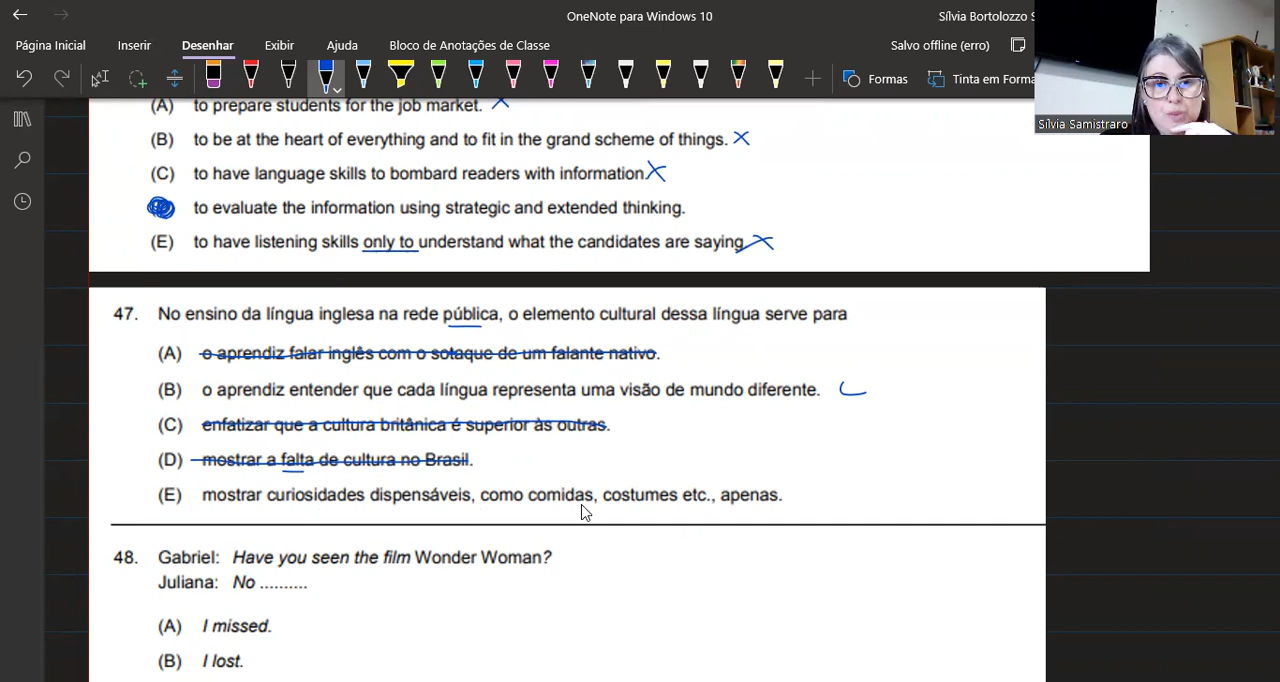 OneNote para Windows 10
Sílvia Bortolozzo S
Página Inicial Inserir Desenhar Exibir Ajuda Bloco de Anotações de Classe Salvo offline (erro)
Formas Tinta em Forma
Sílvia Samistraro
(A) to prepare students for the job market.
(B) to be at the heart of everything and to fit in the grand scheme of things.
(C) to have language skills to bombard readers with information.
to evaluate the information using strategic and extended thinking.
(E) to have listening skills only to understand what the candidates are saying
47. No ensino da língua inglesa na rede pública, o elemento cultural dessa língua serve para
(A) o aprendiz falar inglês com o sotaque de um falante nativo.
(B) o aprendiz entender que cada língua representa uma visão de mundo diferente.
(C) enfatizar que a cultura britânica é superior às outras.
(D) mostrar a falta de cultura no Brasil.
(E) mostrar curiosidades dispensáveis, como comidas, costumes etc., apenas.
48. Gabriel: Have you seen the film Wonder Woman?
Juliana: No ..........
(A) I missed.
(B) I lost.